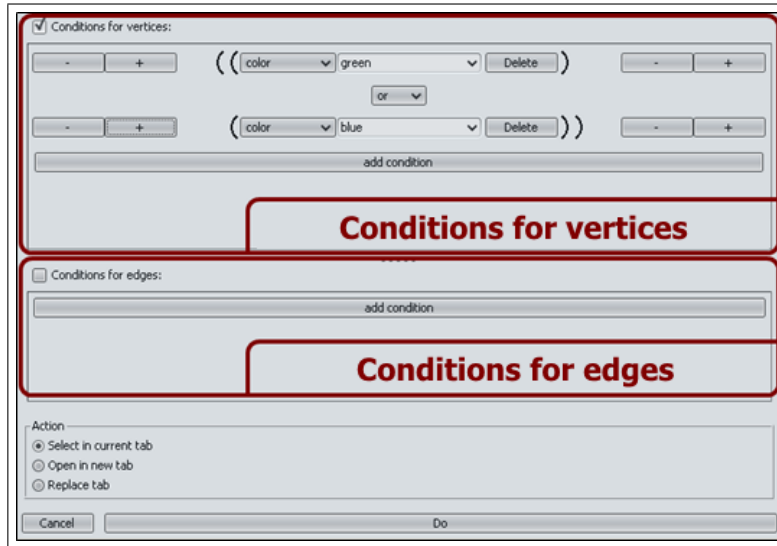 Conditions for vertices:
- + ( ( color green Delete ) - +
or
- + ( color blue Delete ) ) - +
add condition
Conditions for vertices
Conditions for edges:
add condition
Conditions for edges
Action
Select in current tab
Open in new tab
Replace tab
Cancel Do